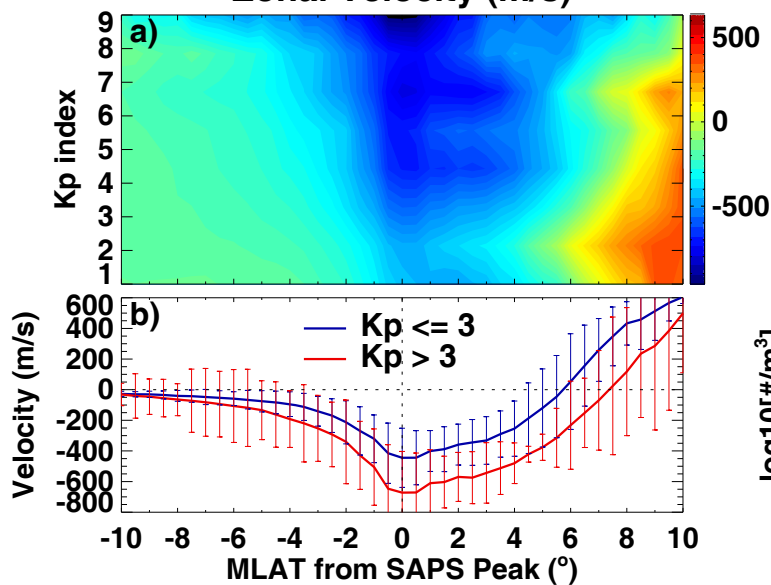 Zonal Velocity (m/s)
a)
9
8
7
6
5
4
3
2
1
Kp index
500
0
-500
b)
Kp <= 3
Kp > 3
600
400
200
0
-200
-400
-600
-800
Velocity (m/s)
-10 -8 -6 -4 -2 0 2 4 6 8 10
MLAT from SAPS Peak (o)
log10[#/m3]